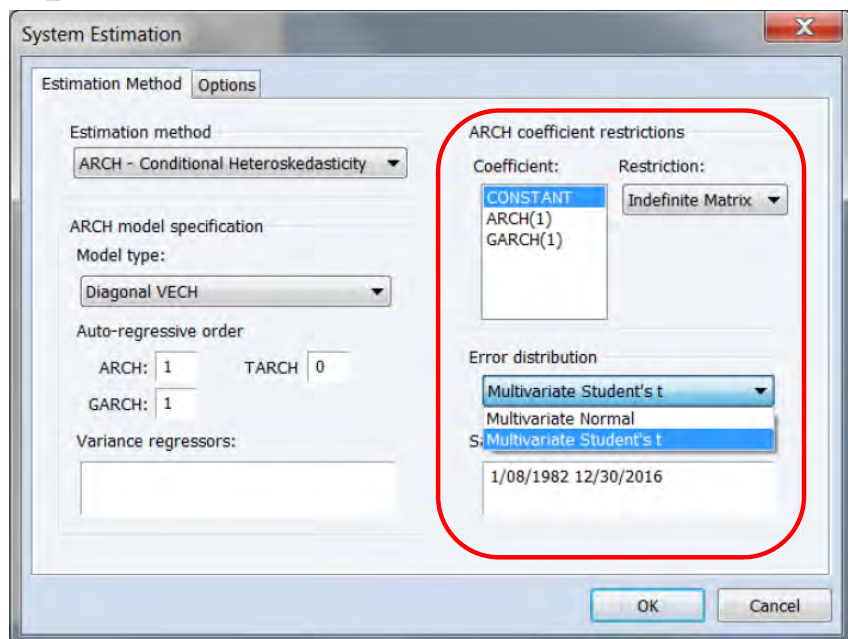 System Estimation
Estimation Method Options
Estimation method
ARCH - Conditional Heteroskedasticity
ARCH model specification
Model type:
Diagonal VECH
Auto-regressive order
ARCH: 1 TARCH 0
GARCH: 1
Variance regressors:
ARCH coefficient restrictions
Coefficient: Restriction:
CONSTANT Indefinite Matrix
ARCH(1)
GARCH(1)
Error distribution
Multivariate Student's t
Multivariate Normal
Multivariate Student's t
1/08/1982 12/30/2016
OK Cancel